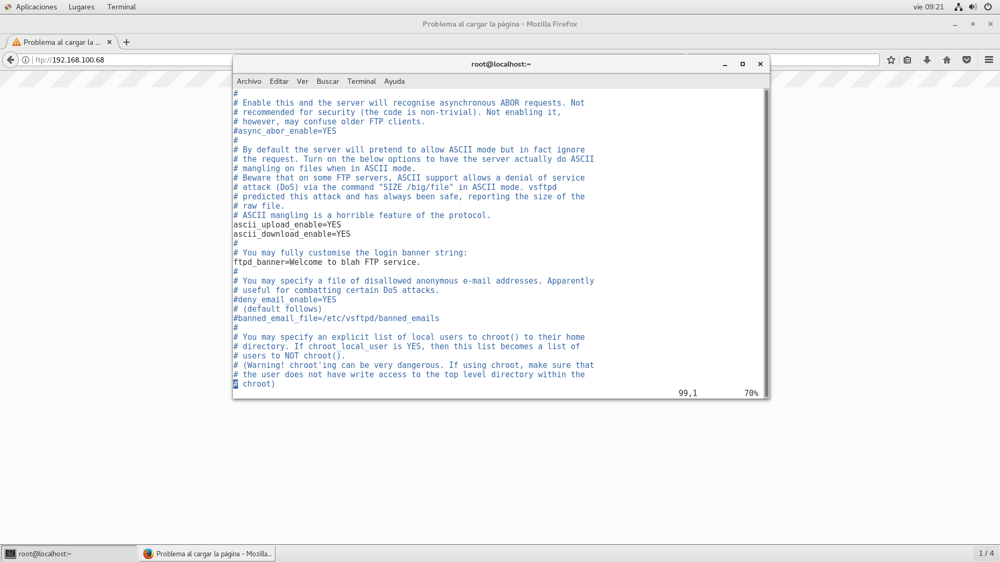 Aplicaciones Lugares Terminal vie 09:21
Problema al cargar la página - Mozilla Firefox
Problema al cargar la ...
ftp://192.168.100.68
root@localhost:~
Archivo Editar Ver Buscar Terminal Ayuda
#
# Enable this and the server will recognise asynchronous ABOR requests. Not
# recommended for security (the code is non-trivial). Not enabling it,
# however, may confuse older FTP clients.
#async_abor_enable=YES
#
# By default the server will pretend to allow ASCII mode but in fact ignore
# the request. Turn on the below options to have the server actually do ASCII
# mangling on files when in ASCII mode.
# Beware that on some FTP servers, ASCII support allows a denial of service
# attack (DoS) via the command "SIZE /big/file" in ASCII mode. vsftpd
# predicted this attack and has always been safe, reporting the size of the
# raw file.
# ASCII mangling is a horrible feature of the protocol.
ascii_upload_enable=YES
ascii_download_enable=YES
#
# You may fully customise the login banner string:
ftpd_banner=Welcome to blah FTP service.
#
# You may specify a file of disallowed anonymous e-mail addresses. Apparently
# useful for combatting certain DoS attacks.
#deny_email_enable=YES
# (default follows)
#banned_email_file=/etc/vsftpd/banned_emails
#
# You may specify an explicit list of local users to chroot() to their home
# directory. If chroot_local_user is YES, then this list becomes a list of
# users to NOT chroot().
# (Warning! chroot'ing can be very dangerous. If using chroot, make sure that
# the user does not have write access to the top level directory within the
# chroot)
99,1 70%
root@localhost:~ Problema al cargar la página - Mozilla... 1 / 4